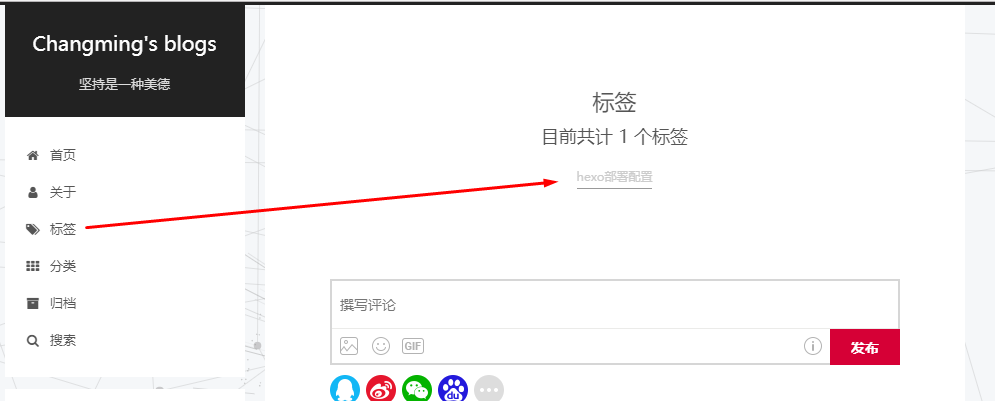 Changming's blogs
坚持是一种美德
首页
关于
标签
分类
归档
搜索
标签
目前共计 1 个标签
hexo部署配置
撰写评论
GIF
发布
du